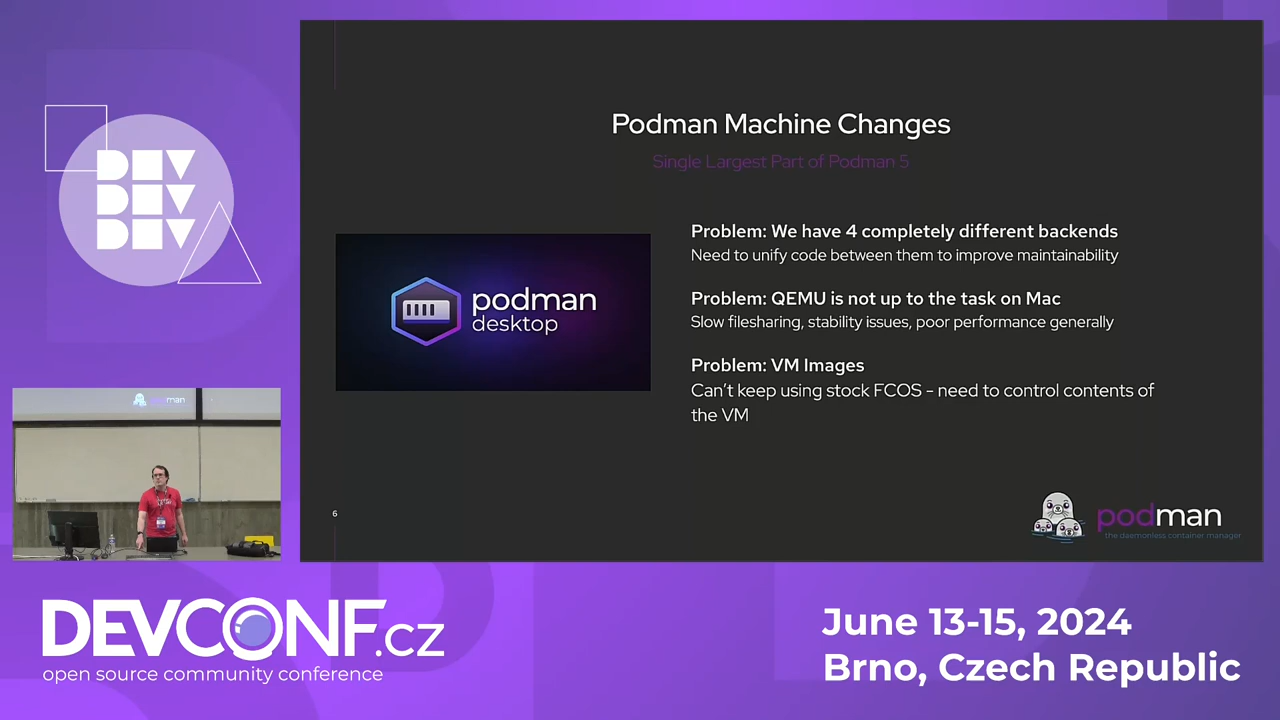 DEV
DEV
DEV
Podman Machine Changes
Single Largest Part of Podman 5
podman
desktop
Problem: We have 4 completely different backends
Need to unify code between them to improve maintainability
Problem: QEMU is not up to the task on Mac
Slow filesharing, stability issues, poor performance generally
Problem: VM Images
Can't keep using stock FCOS - need to control contents of
the VM
podman
6
podman
the daemonless container manager
DEVCONF.cz
open source community conference
June 13-15, 2024
Brno, Czech Republic